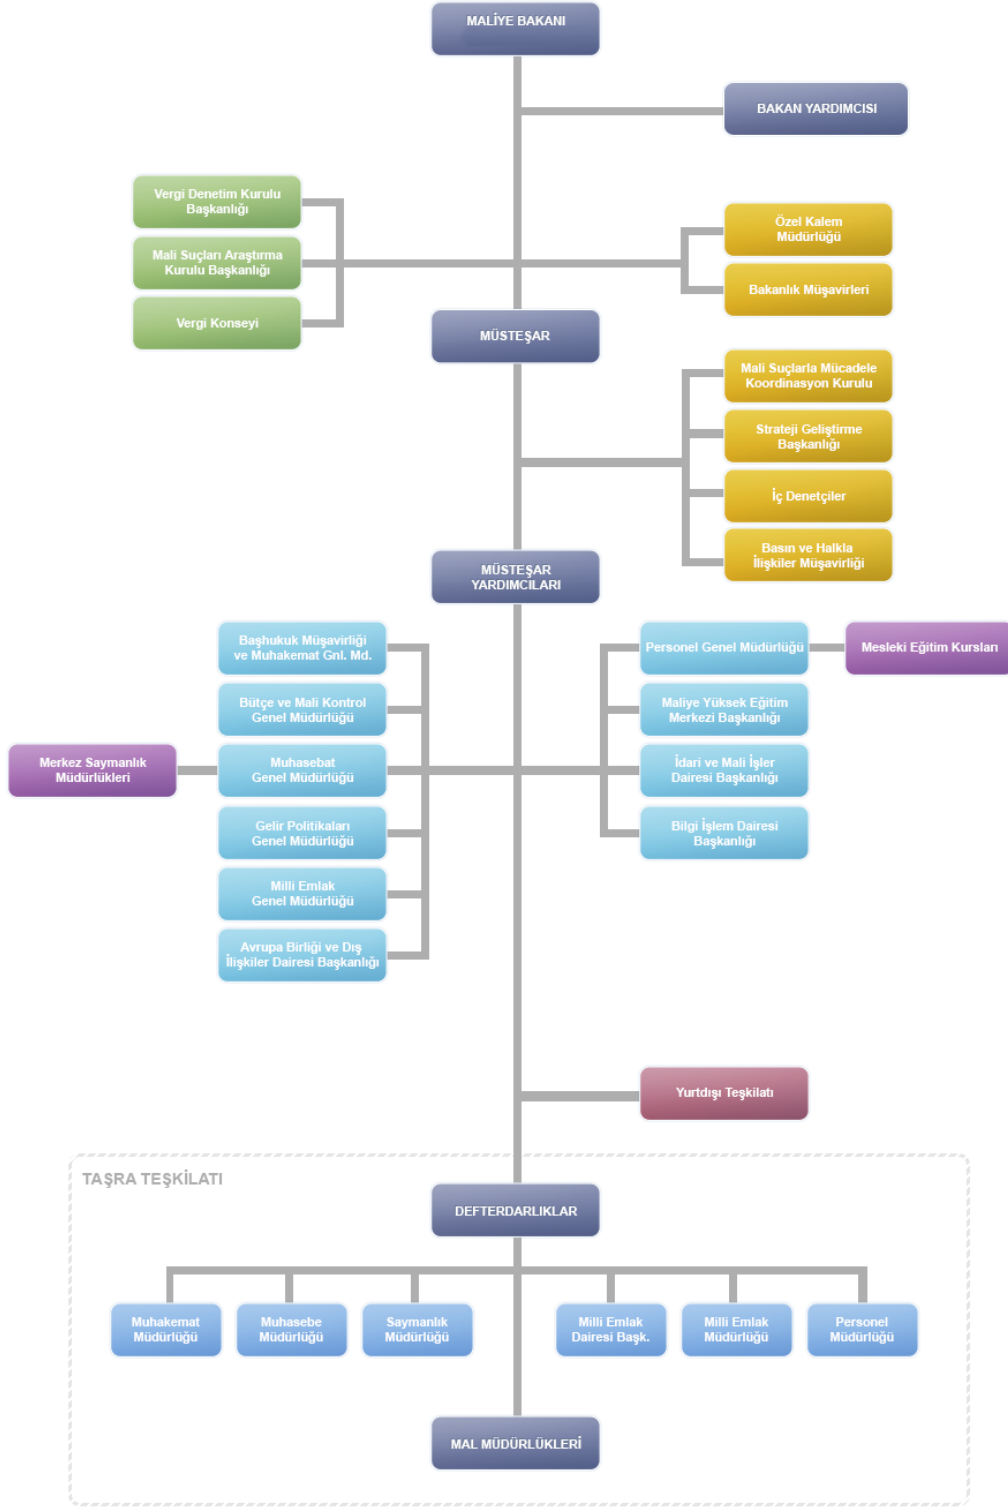 MALİYE BAKANI
BAKAN YARDIMCISI
Vergi Denetim Kurulu
Başkanlığı
Mali Suçları Araştırma
Kurulu Başkanlığı
Vergi Konseyi
Özel Kalem
Müdürlüğü
Bakanlık Müşavirleri
MÜSTEŞAR
Mali Suçlarla Mücadele
Koordinasyon Kurulu
Strateji Geliştirme
Başkanlığı
İç Denetçiler
Basın ve Halkla
İlişkiler Müşavirliği
MÜSTEŞAR
YARDIMCILARI
Başhukuk Müşavirliği
ve Muhakemat Gnl. Md.
Bütçe ve Mali Kontrol
Genel Müdürlüğü
Merkez Saymanlık
Müdürlükleri
Muhasebat
Genel Müdürlüğü
Gelir Politikaları
Genel Müdürlüğü
Milli Emlak
Genel Müdürlüğü
Avrupa Birliği ve Dış
İlişkiler Dairesi Başkanlığı
Personel Genel Müdürlüğü
Mesleki Eğitim Kursları
Maliye Yüksek Eğitim
Merkezi Başkanlığı
İdari ve Mali İşler
Dairesi Başkanlığı
Bilgi İşlem Dairesi
Başkanlığı
Yurtdışı Teşkilatı
TAŞRA TEŞKİLATI
DEFTERDARLIKLAR
Muhakemat
Müdürlüğü
Muhasebe
Müdürlüğü
Saymanlık
Müdürlüğü
Milli Emlak
Dairesi Başk.
Milli Emlak
Müdürlüğü
Personel
Müdürlüğü
MAL MÜDÜRLÜKLERİ